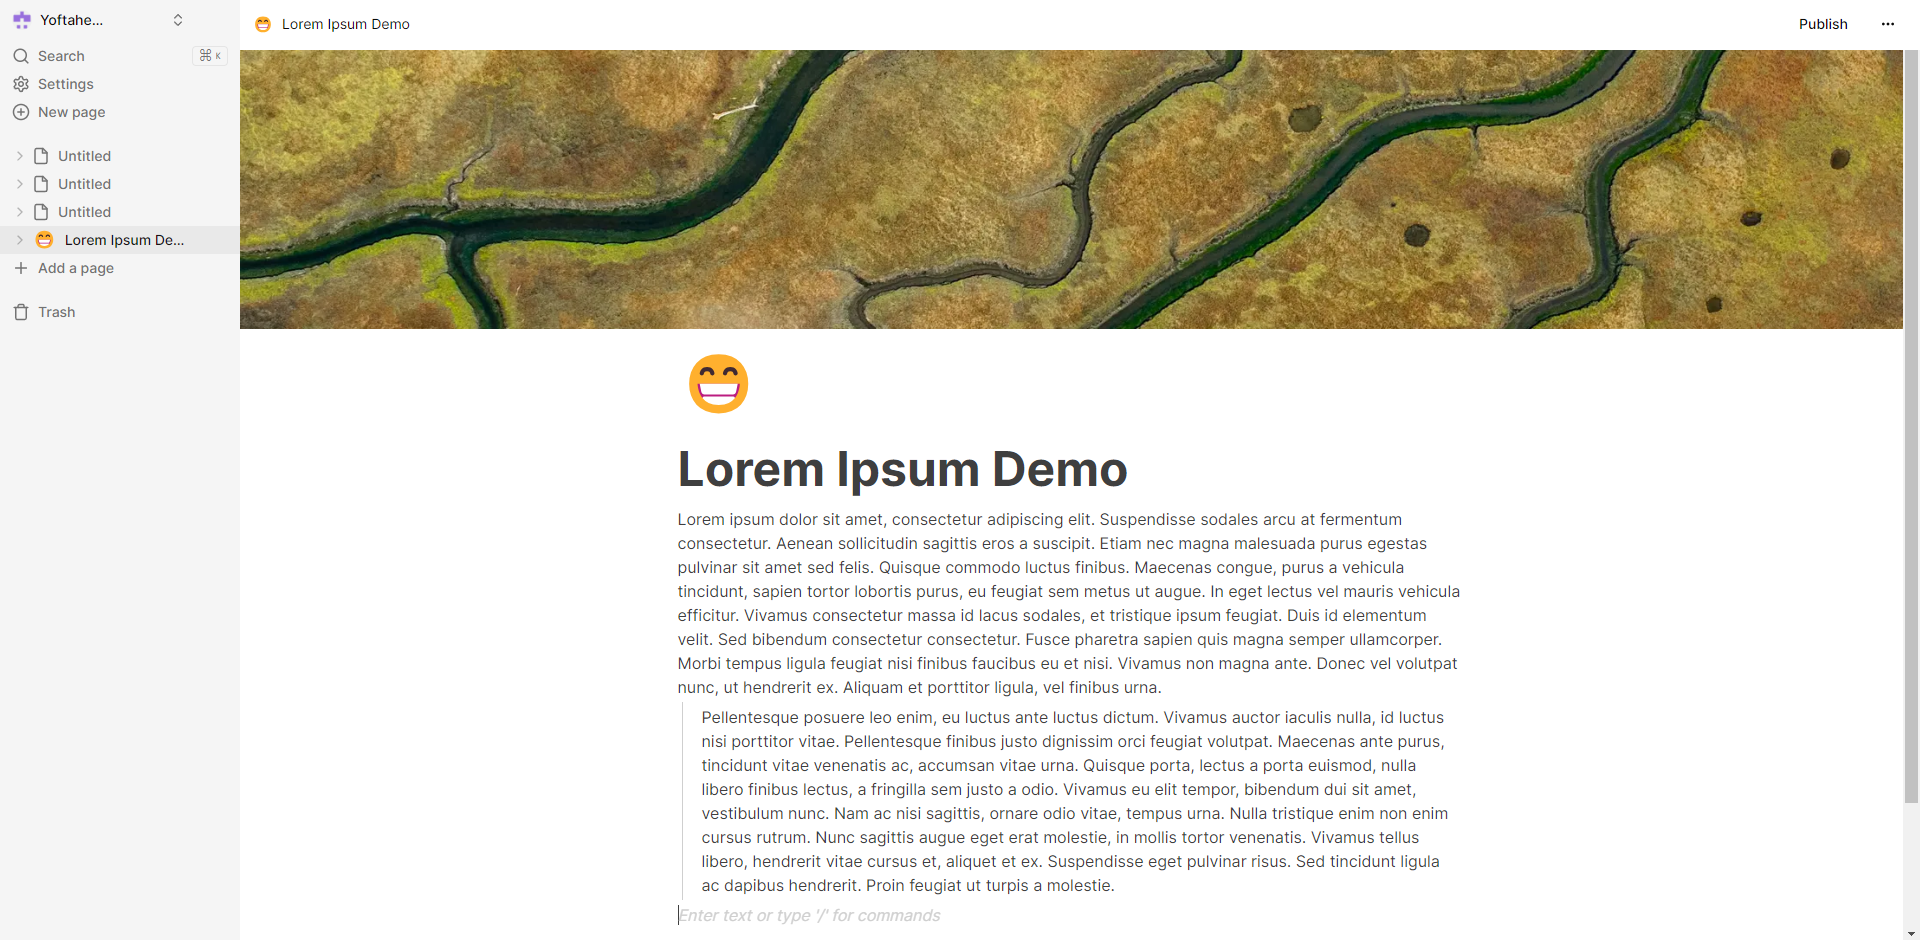 Yoftahe...
Search ⌘ K
Settings
New page
Untitled
Untitled
Untitled
Lorem Ipsum De...
Add a page
Trash
Lorem Ipsum Demo
Publish
Lorem Ipsum Demo
Lorem ipsum dolor sit amet, consectetur adipiscing elit. Suspendisse sodales arcu at fermentum
consectetur. Aenean sollicitudin sagittis eros a suscipit. Etiam nec magna malesuada purus egestas
pulvinar sit amet sed felis. Quisque commodo luctus finibus. Maecenas congue, purus a vehicula
tincidunt, sapien tortor lobortis purus, eu feugiat sem metus ut augue. In eget lectus vel mauris vehicula
efficitur. Vivamus consectetur massa id lacus sodales, et tristique ipsum feugiat. Duis id elementum
velit. Sed bibendum consectetur consectetur. Fusce pharetra sapien quis magna semper ullamcorper.
Morbi tempus ligula feugiat nisi finibus faucibus eu et nisi. Vivamus non magna ante. Donec vel volutpat
nunc, ut hendrerit ex. Aliquam et porttitor ligula, vel finibus urna.
Pellentesque posuere leo enim, eu luctus ante luctus dictum. Vivamus auctor iaculis nulla, id luctus
nisi porttitor vitae. Pellentesque finibus justo dignissim orci feugiat volutpat. Maecenas ante purus,
tincidunt vitae venenatis ac, accumsan vitae urna. Quisque porta, lectus a porta euismod, nulla
libero finibus lectus, a fringilla sem justo a odio. Vivamus eu elit tempor, bibendum dui sit amet,
vestibulum nunc. Nam ac nisi sagittis, ornare odio vitae, tempus urna. Nulla tristique enim non enim
cursus rutrum. Nunc sagittis augue eget erat molestie, in mollis tortor venenatis. Vivamus tellus
libero, hendrerit vitae cursus et, aliquet et ex. Suspendisse eget pulvinar risus. Sed tincidunt ligula
ac dapibus hendrerit. Proin feugiat ut turpis a molestie.
Enter text or type '/' for commands